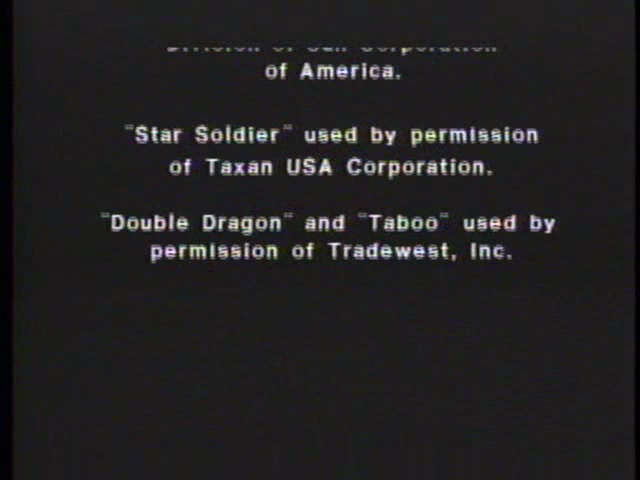 of America.
"Star Soldier" used by permission
of Taxan USA Corporation.
"Double Dragon" and "Taboo" used by
permission of Tradewest, Inc.